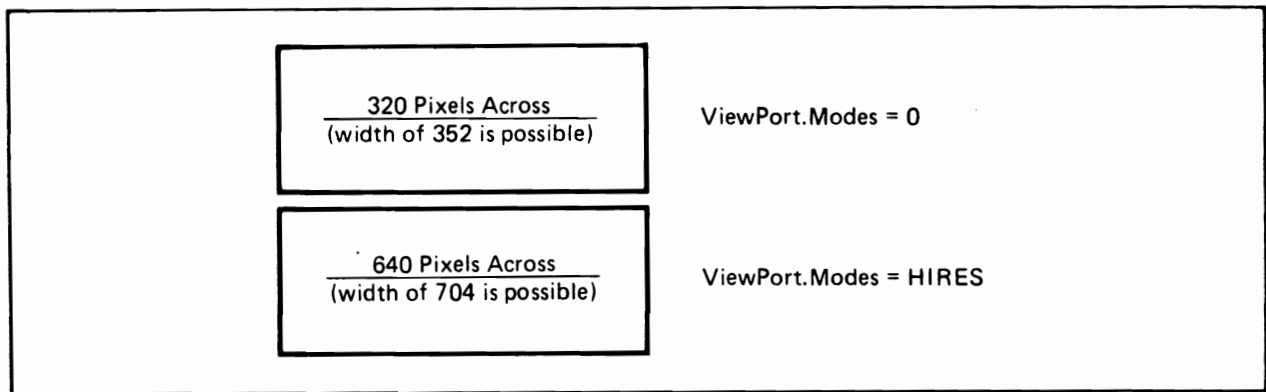 320 Pixels Across
(width of 352 is possible)
ViewPort.Modes = 0
640 Pixels Across
(width of 704 is possible)
ViewPort.Modes = HIRES